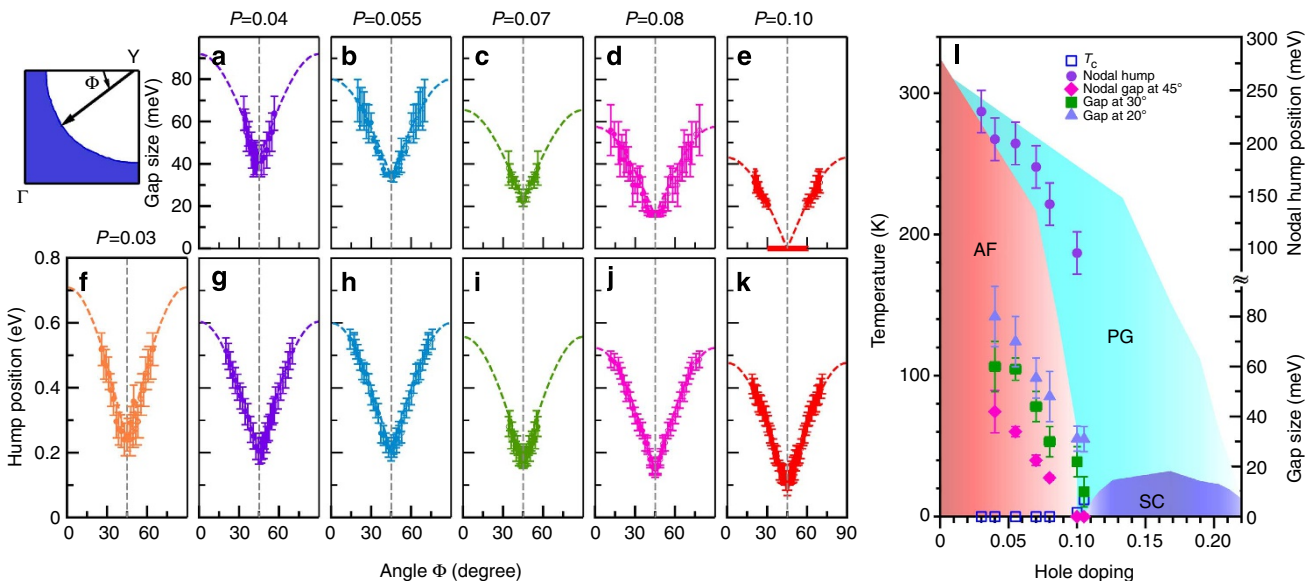 P=0.04 P=0.055 P=0.07 P=0.08 P=0.10
Y
Φ
Γ
a b c d e
Gap size (meV)
80
60
40
20
0
P=0.03
f g h i j k
Hump position (eV)
0.8
0.6
0.4
0.2
0
0 30 60 0 30 60 0 30 60 0 30 60 0 30 60 0 30 60 90
Angle Φ (degree)
l
Tc
Nodal hump
Nodal gap at 45°
Gap at 30°
Gap at 20°
AF
PG
SC
Temperature (K)
300
200
100
0
Nodal hump position (meV)
300
250
200
150
100
≈
Gap size (meV)
80
60
40
20
0
0 0.05 0.10 0.15 0.20
Hole doping